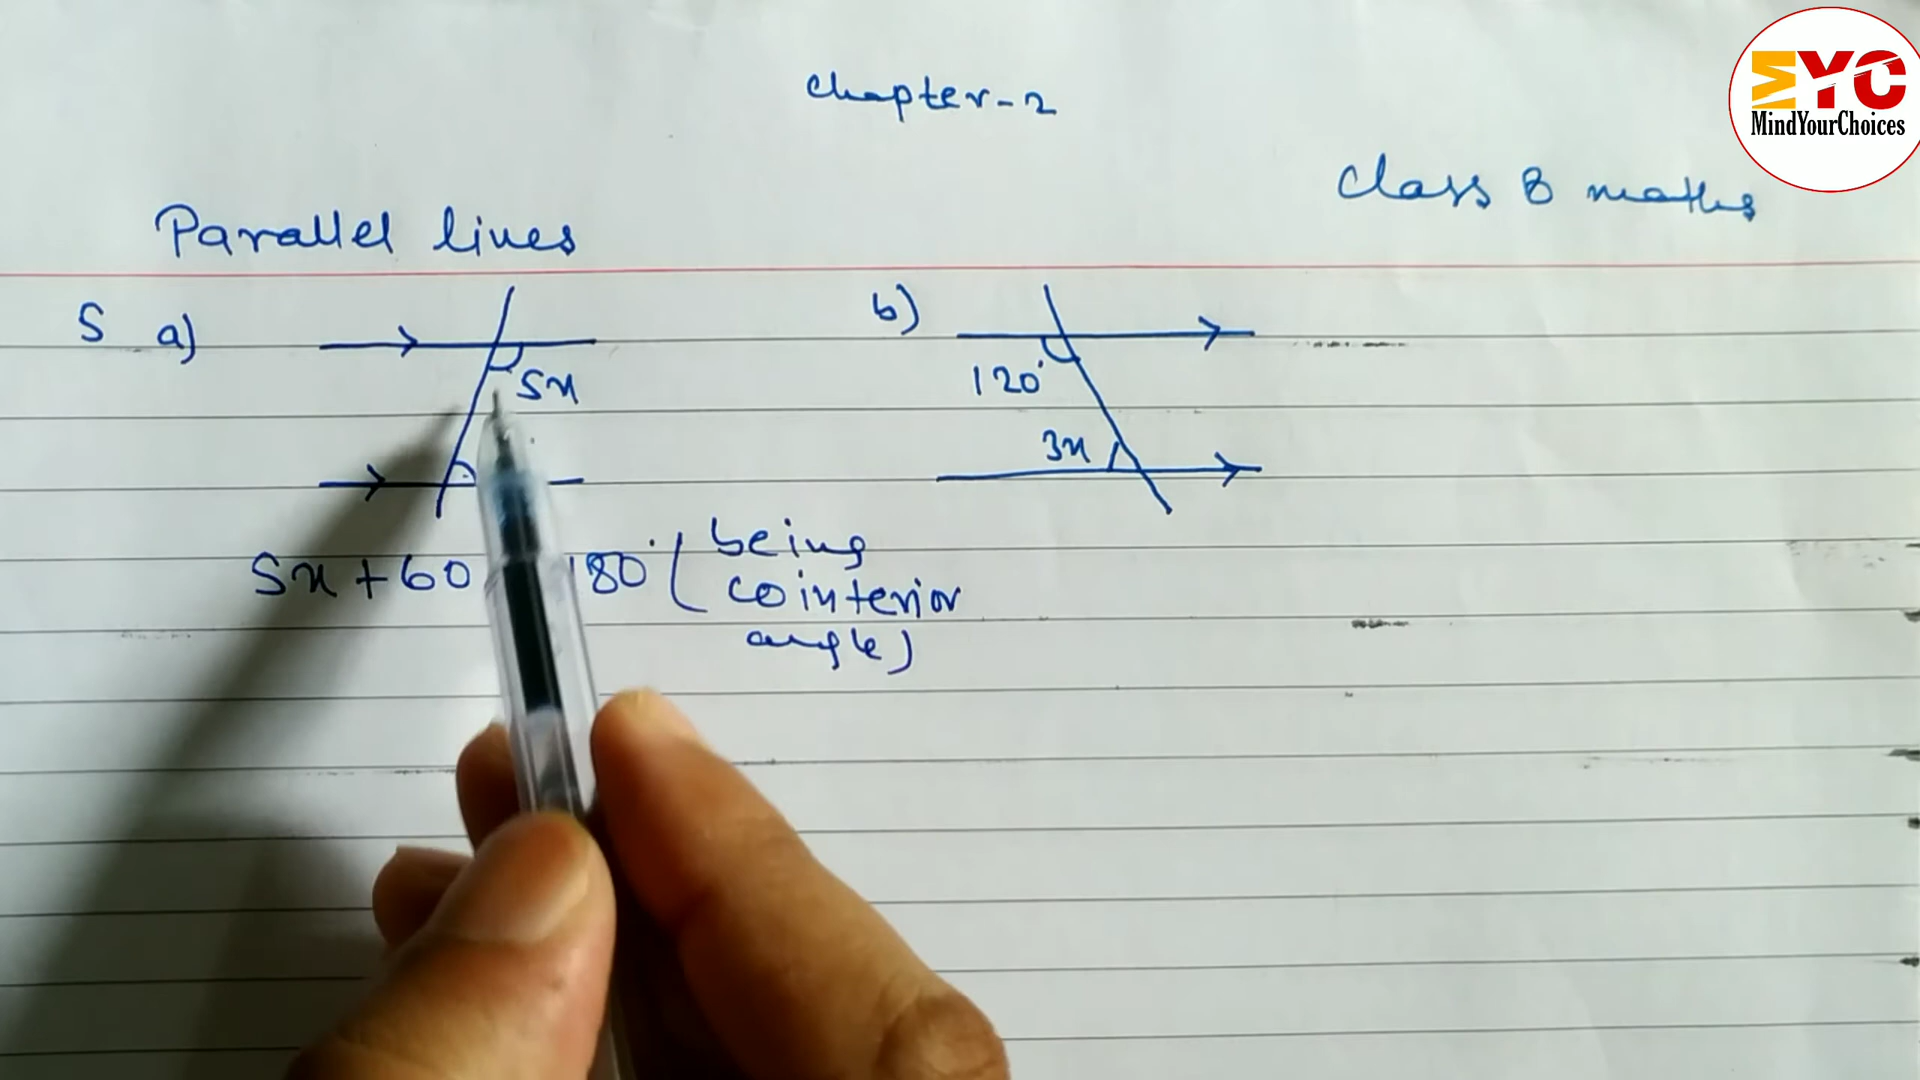 MYC
MindYourChoices
Chapter-2
Class 8 maths
Parallel lines
5 a)
5x
b)
120°
3x
5x+60 180° (being
cointerior
angle)